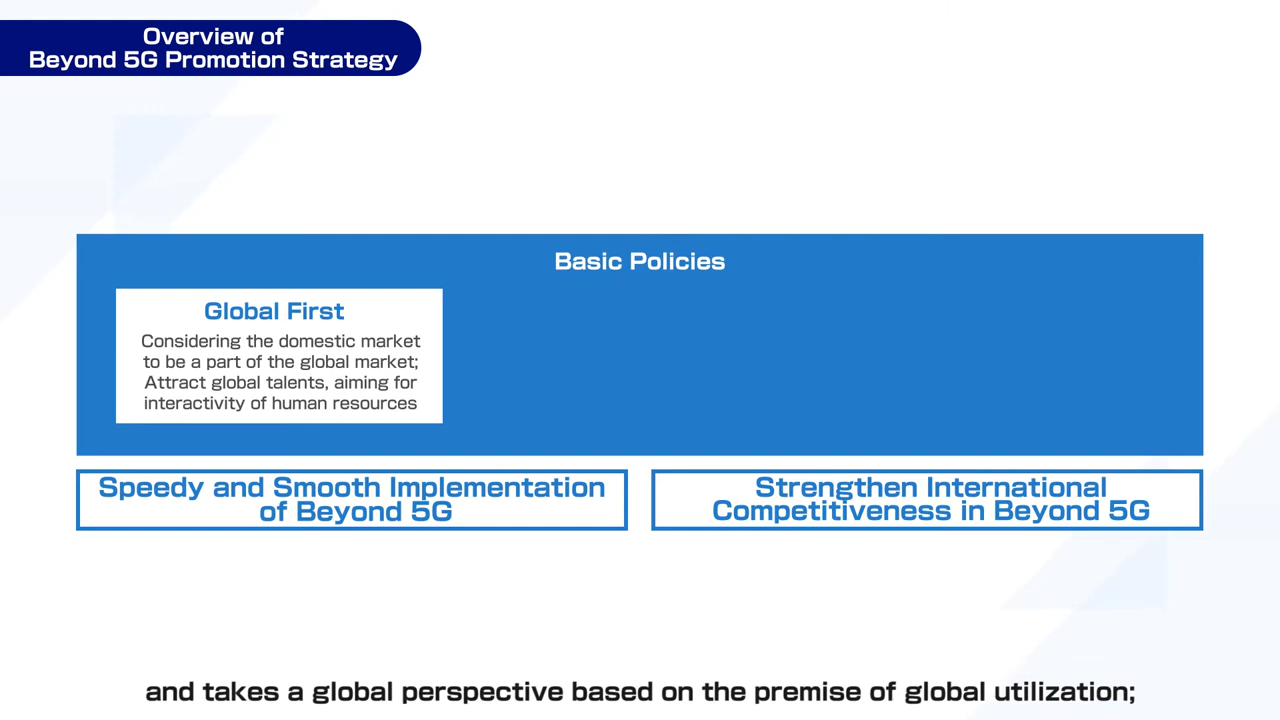 Overview of
Beyond 5G Promotion Strategy
Basic Policies
Global First
Considering the domestic market
to be a part of the global market;
Attract global talents, aiming for
interactivity of human resources
Speedy and Smooth Implementation
of Beyond 5G
Strengthen International
Competitiveness in Beyond 5G
and takes a global perspective based on the premise of global utilization;